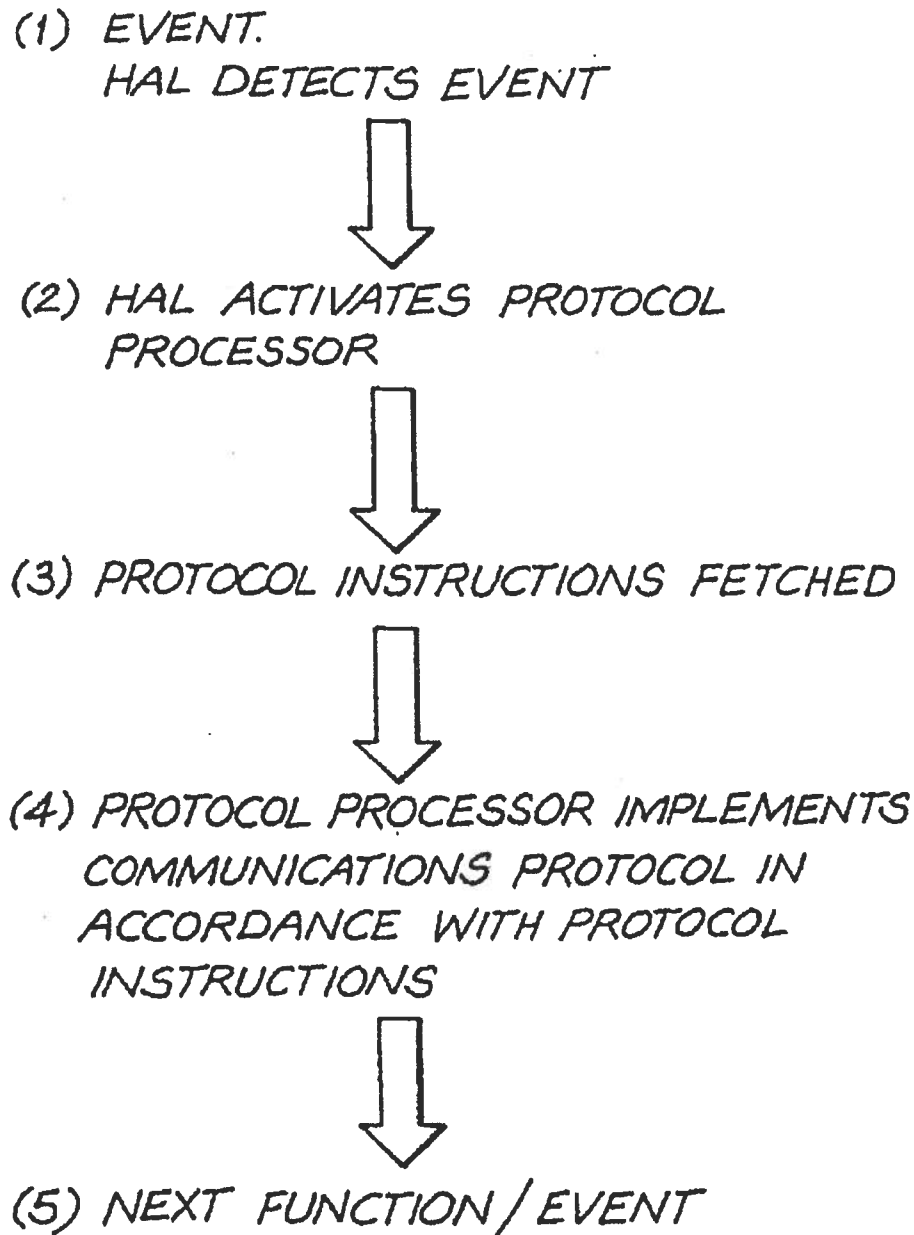 (1) EVENT.
HAL DETECTS EVENT
(2) HAL ACTIVATES PROTOCOL
PROCESSOR
(3) PROTOCOL INSTRUCTIONS FETCHED
(4) PROTOCOL PROCESSOR IMPLEMENTS
COMMUNICATIONS PROTOCOL IN
ACCORDANCE WITH PROTOCOL
INSTRUCTIONS
(5) NEXT FUNCTION / EVENT